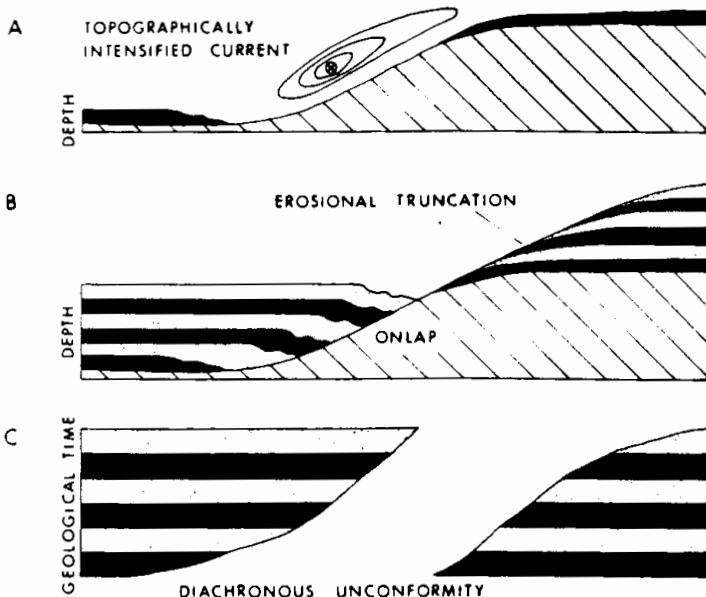 A
TOPOGRAPHICALLY
INTENSIFIED CURRENT
DEPTH
B
EROSIONAL TRUNCATION
DEPTH
ONLAP
C
GEOLOGICAL TIME
DIACHRONOUS UNCONFORMITY